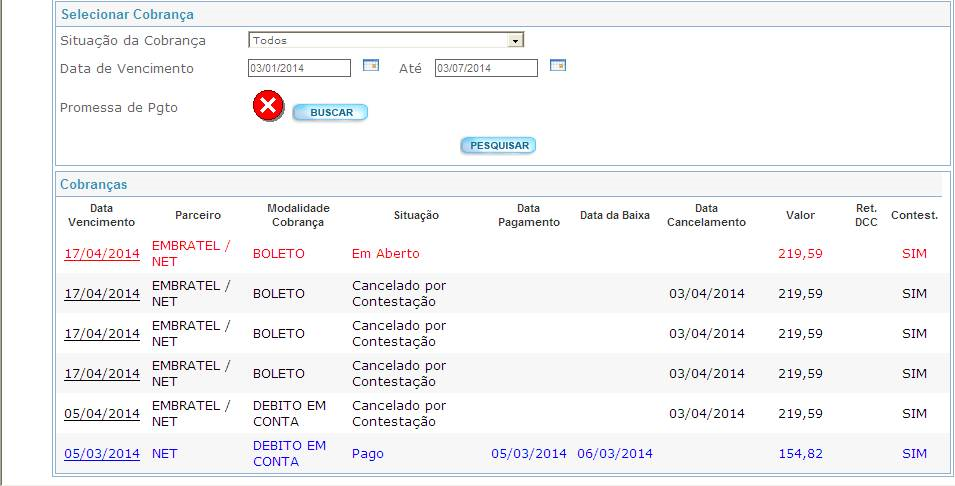 Selecionar Cobrança
Situação da Cobrança Todos
Data de Vencimento 03/01/2014 Até 03/07/2014
Promessa de Pgto BUSCAR
PESQUISAR
Cobranças
Data Vencimento Parceiro Modalidade Cobrança Situação Data Pagamento Data da Baixa Data Cancelamento Valor Ret. DCC Contest.
17/04/2014 EMBRATEL / NET BOLETO Em Aberto 219,59 SIM
17/04/2014 EMBRATEL / NET BOLETO Cancelado por Contestação 03/04/2014 219,59 SIM
17/04/2014 EMBRATEL / NET BOLETO Cancelado por Contestação 03/04/2014 219,59 SIM
17/04/2014 EMBRATEL / NET BOLETO Cancelado por Contestação 03/04/2014 219,59 SIM
05/04/2014 EMBRATEL / NET DEBITO EM CONTA Cancelado por Contestação 03/04/2014 219,59 SIM
05/03/2014 NET DEBITO EM CONTA Pago 05/03/2014 06/03/2014 154,82 SIM